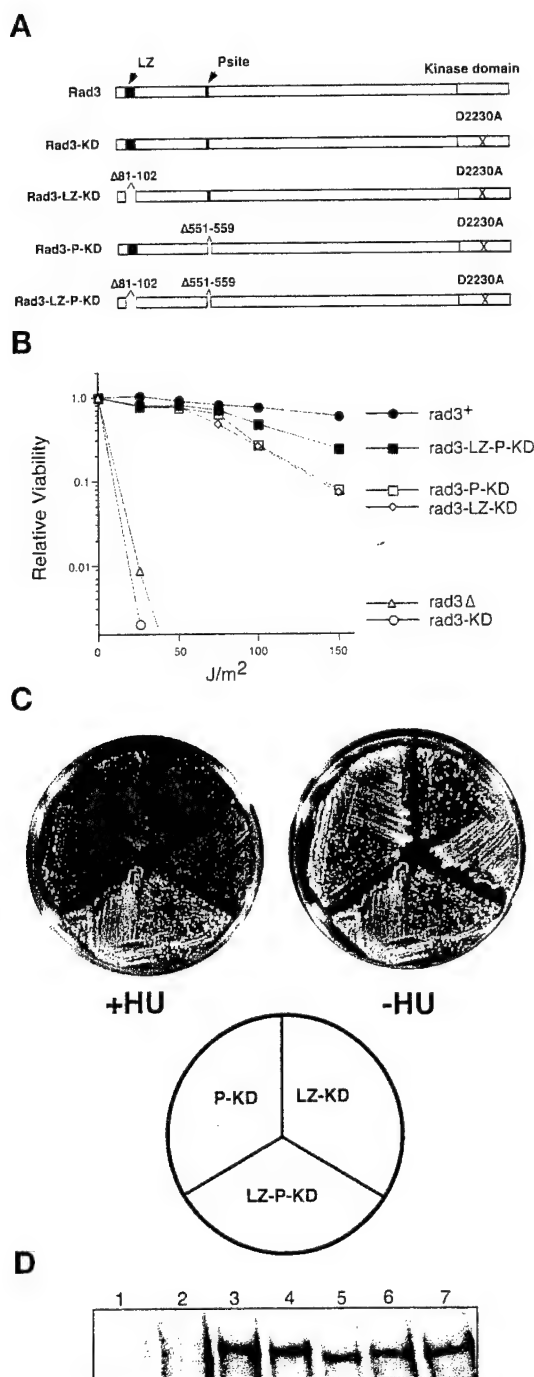 A
LZ Psite Kinase domain
Rad3
D2230A
Rad3-KD
Δ81-102 D2230A
Rad3-LZ-KD
Δ551-559 D2230A
Rad3-P-KD
Δ81-102 Δ551-559 D2230A
Rad3-LZ-P-KD
B
Relative Viability
1.0
0.1
0.01
0 50 100 150
J/m²
rad3⁺
rad3-LZ-P-KD
rad3-P-KD
rad3-LZ-KD
rad3Δ
rad3-KD
C
+HU -HU
P-KD LZ-KD
LZ-P-KD
D
1 2 3 4 5 6 7